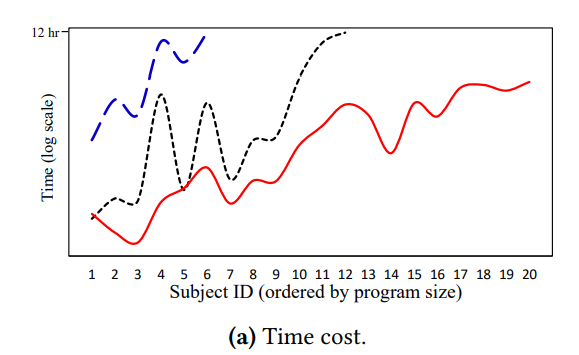 12 hr
Time (log scale)
1 2 3 4 5 6 7 8 9 10 11 12 13 14 15 16 17 18 19 20
Subject ID (ordered by program size)
(a) Time cost.